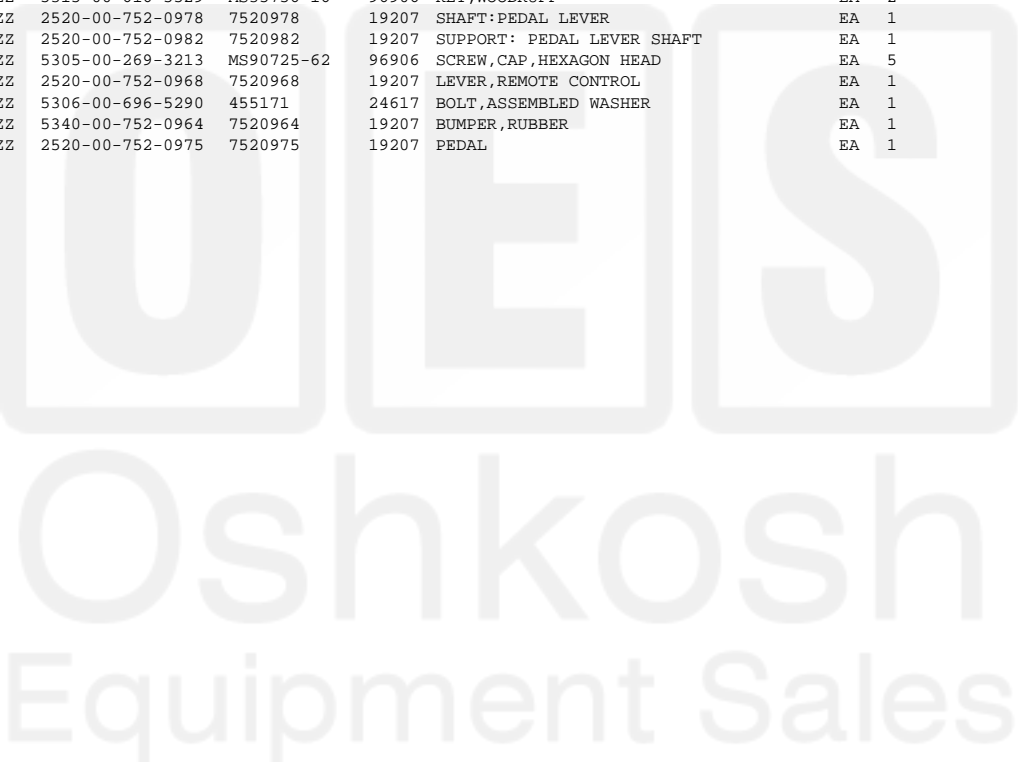 ZZ 2520-00-752-0978 7520978 19207 SHAFT:PEDAL LEVER EA 1
ZZ 2520-00-752-0982 7520982 19207 SUPPORT: PEDAL LEVER SHAFT EA 1
ZZ 5305-00-269-3213 MS90725-62 96906 SCREW,CAP,HEXAGON HEAD EA 5
ZZ 2520-00-752-0968 7520968 19207 LEVER,REMOTE CONTROL EA 1
ZZ 5306-00-696-5290 455171 24617 BOLT,ASSEMBLED WASHER EA 1
ZZ 5340-00-752-0964 7520964 19207 BUMPER,RUBBER EA 1
ZZ 2520-00-752-0975 7520975 19207 PEDAL EA 1
OES
Oshkosh
Equipment Sales